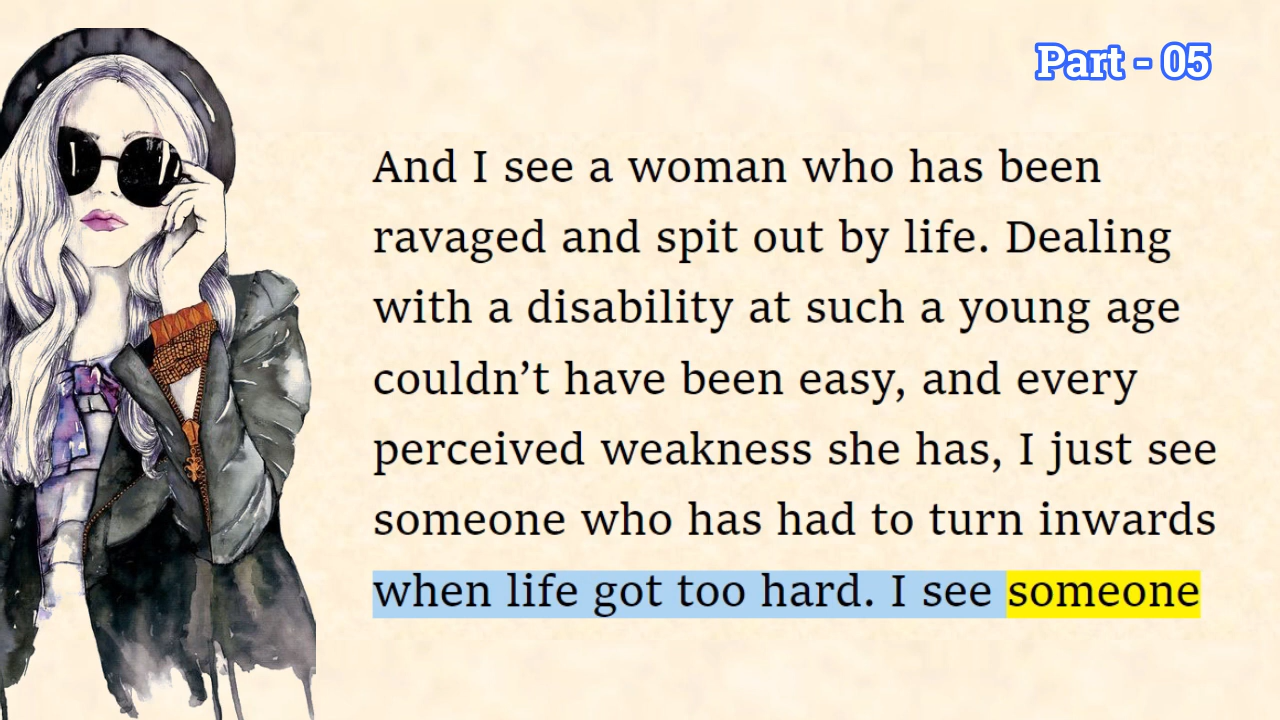 Part - 05
And I see a woman who has been
ravaged and spit out by life. Dealing
with a disability at such a young age
couldn’t have been easy, and every
perceived weakness she has, I just see
someone who has had to turn inwards
when life got too hard. I see someone